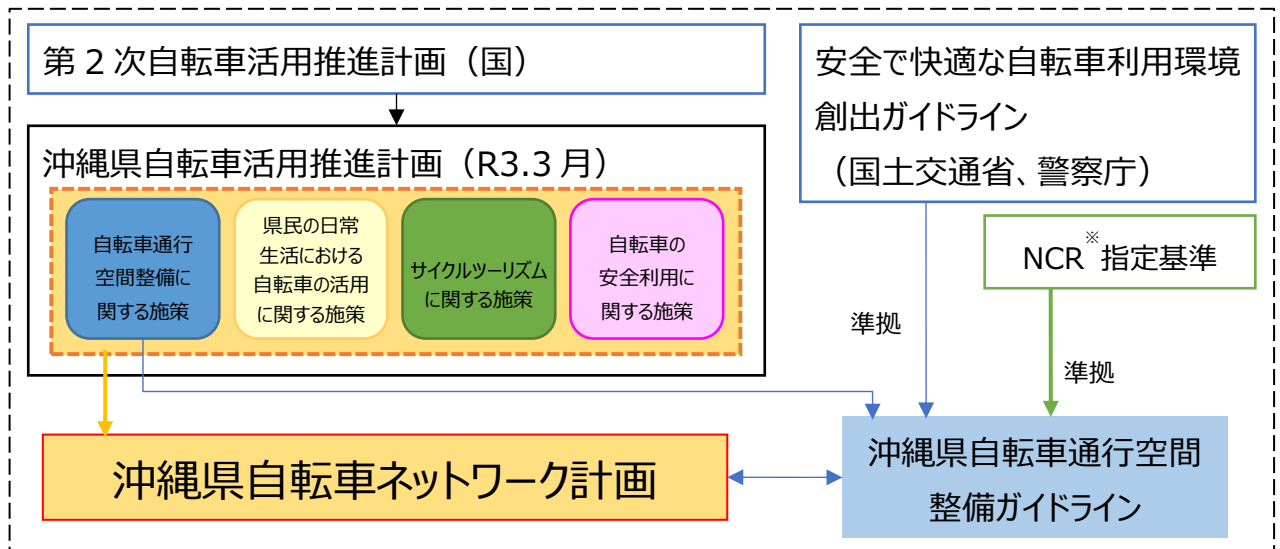 第2次自転車活用推進計画（国）
安全で快適な自転車利用環境
創出ガイドライン
（国土交通省、警察庁）
沖縄県自転車活用推進計画（R3.3月）
自転車通行
空間整備に
関する施策
県民の日常
生活における
自転車の活用
に関する施策
サイクルツーリズム
に関する施策
自転車の
安全利用に
関する施策
NCR※指定基準
準拠
準拠
沖縄県自転車ネットワーク計画
沖縄県自転車通行空間
整備ガイドライン